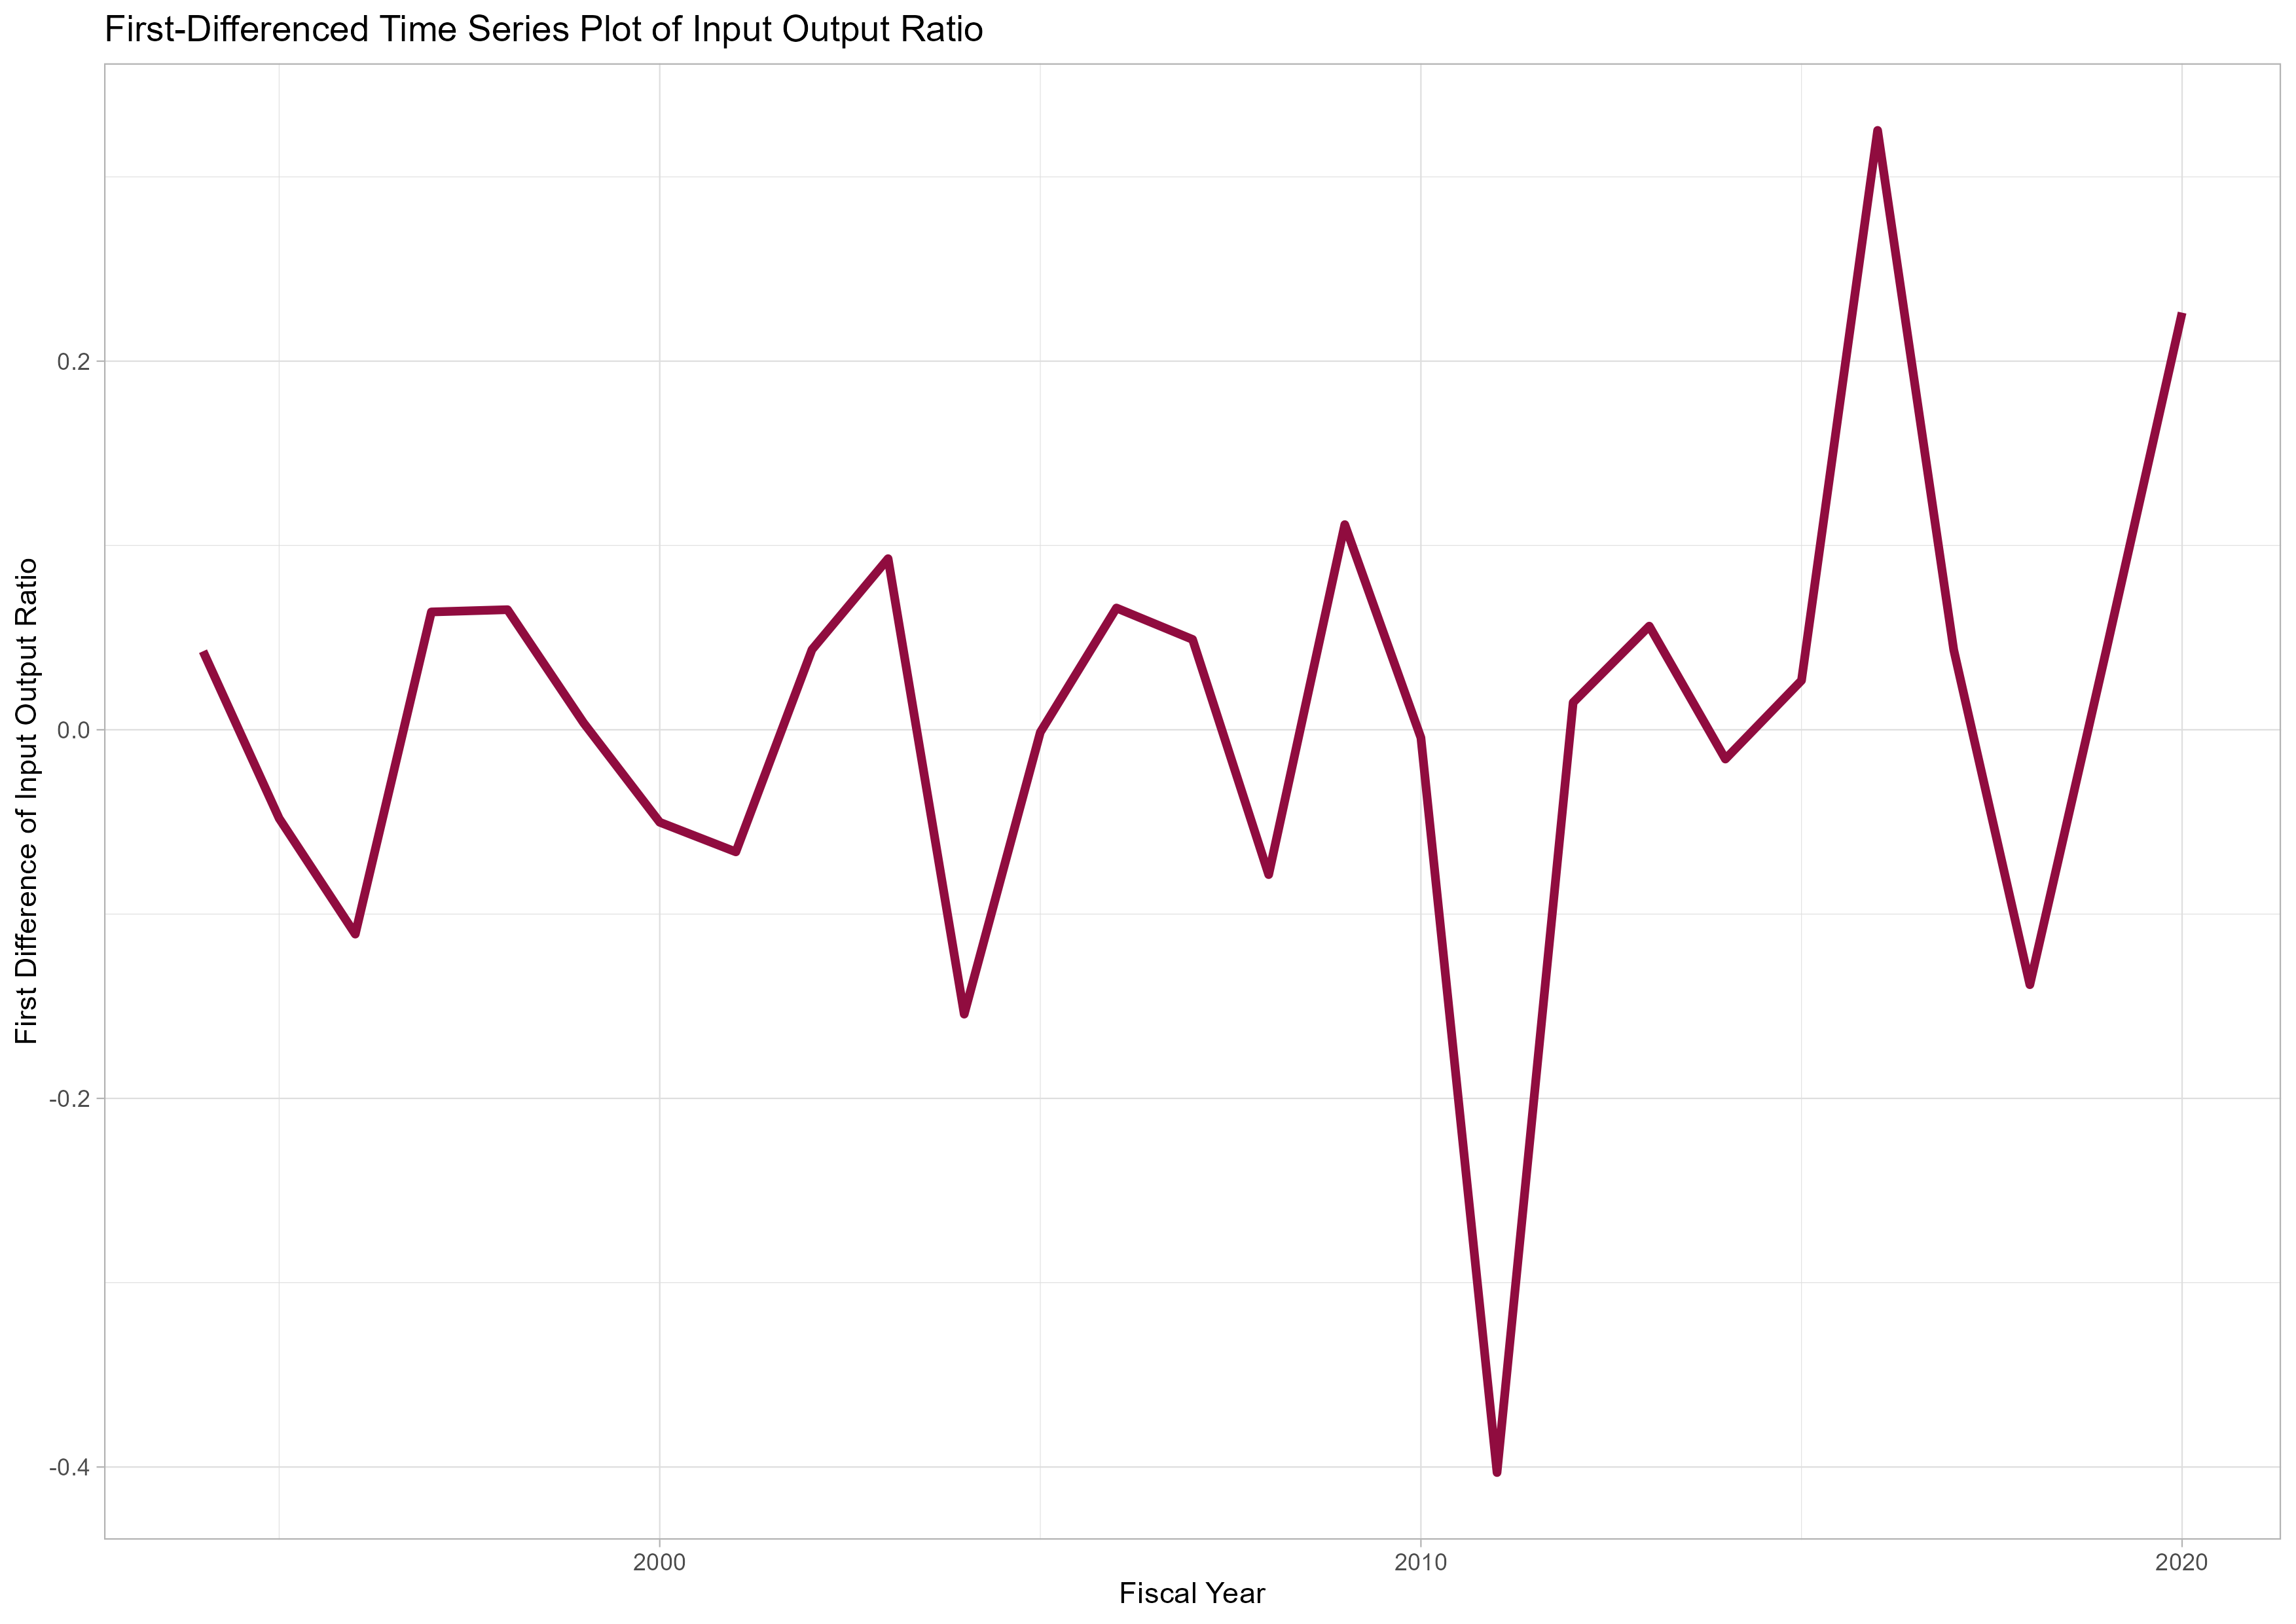 First-Differenced Time Series Plot of Input Output Ratio
First Difference of Input Output Ratio
0.2
0.0
-0.2
-0.4
2000
2010
2020
Fiscal Year